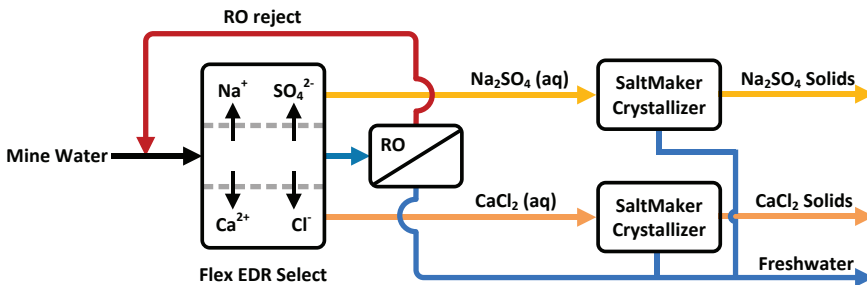 RO reject
Na⁺ SO₄²⁻
Na₂SO₄ (aq)
SaltMaker
Crystallizer
Na₂SO₄ Solids
Mine Water
RO
Ca²⁺ Cl⁻
CaCl₂ (aq)
SaltMaker
Crystallizer
CaCl₂ Solids
Freshwater
Flex EDR Select